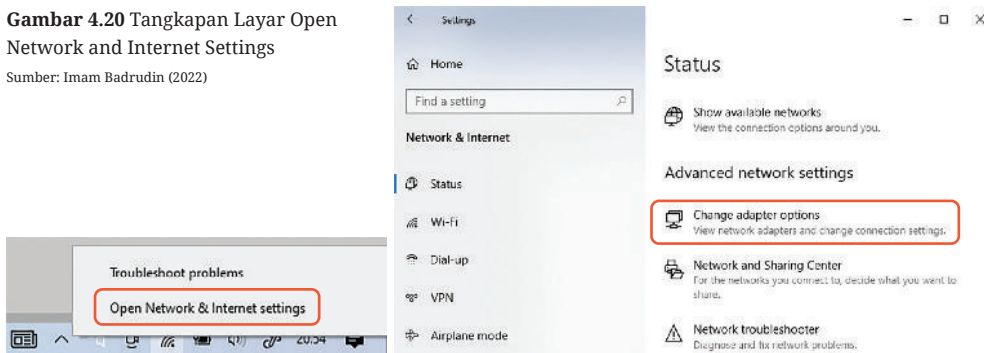 Gambar 4.20 Tangkapan Layar Open
Network and Internet Settings
Sumber: Imam Badrudin (2022)
Troubleshoot problems
Open Network & Internet settings
20.54
Settings
Home
Find a setting
Network & Internet
Status
Wi-Fi
Dial-up
VPN
Airplane mode
Status
Show available networks
View the connection options around you.
Advanced network settings
Change adapter options
View network adapters and change connection settings.
Network and Sharing Center
For the networks you connect to, decide what you want to
share.
Network troubleshooter
Diagnose and fix network problems.